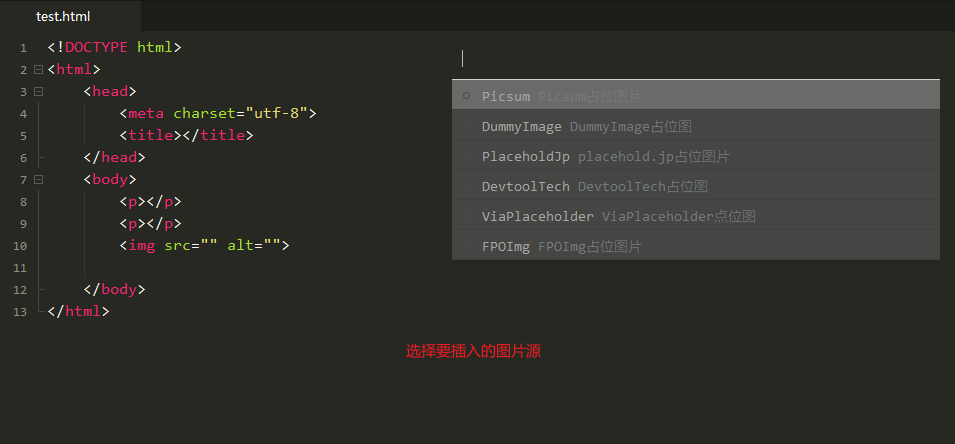 test.html
1 <!DOCTYPE html>
2 <html>
3 <head>
4 <meta charset="utf-8">
5 <title></title>
6 </head>
7 <body>
8 <p></p>
9 <p></p>
10 <img src="" alt="">
11
12 </body>
13 </html>
Picsum Picsum占位图片
DummyImage DummyImage占位图
PlaceholdJp placehold.jp占位图片
DevtoolTech DevtoolTech占位图
ViaPlaceholder ViaPlaceholder点位图
FPOImg FPOImg占位图片
选择要插入的图片源